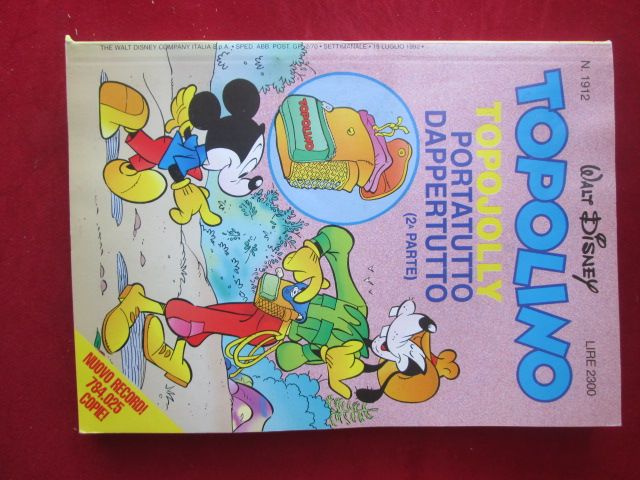 THE WALT DISNEY COMPANY ITALIA S.p.A. • SPED. ABB. POST. GR. 2/70 • SETTIMANALE • 19 LUGLIO 1992 •
N. 1912
WALT DISNEY
LIRE 2300
TOPOLINO
TOPOJOLLY
PORTATUTTO
DAPPERTUTTO
(2ª PARTE)
TOPOLINO
NUOVO RECORD!
784.025
COPIE!